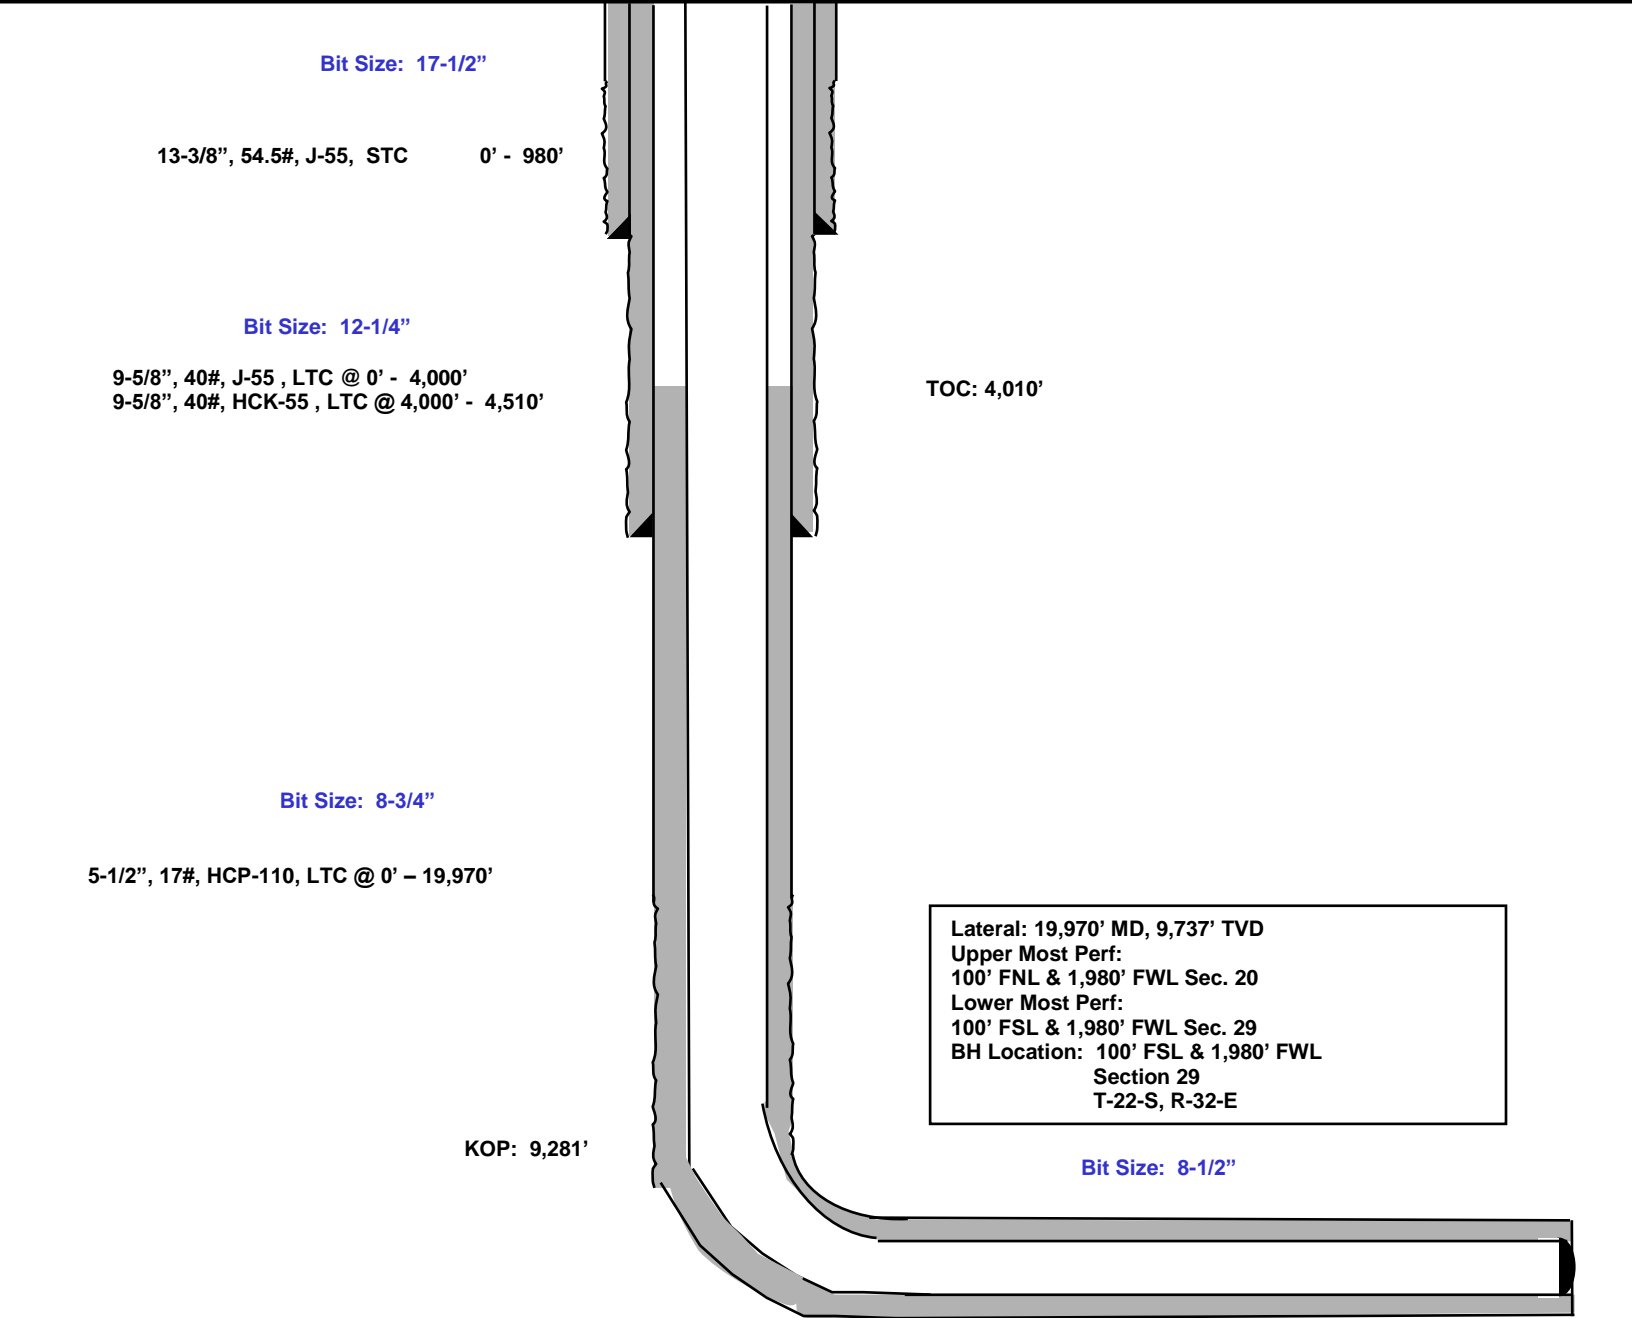 Bit Size: 17-1/2”
13-3/8”, 54.5#, J-55, STC 0’ - 980’
Bit Size: 12-1/4”
9-5/8”, 40#, J-55 , LTC @ 0’ - 4,000’
9-5/8”, 40#, HCK-55 , LTC @ 4,000’ - 4,510’
TOC: 4,010’
Bit Size: 8-3/4”
5-1/2”, 17#, HCP-110, LTC @ 0’ – 19,970’
Lateral: 19,970’ MD, 9,737’ TVD
Upper Most Perf:
100’ FNL & 1,980’ FWL Sec. 20
Lower Most Perf:
100’ FSL & 1,980’ FWL Sec. 29
BH Location: 100’ FSL & 1,980’ FWL
Section 29
T-22-S, R-32-E
KOP: 9,281’
Bit Size: 8-1/2”